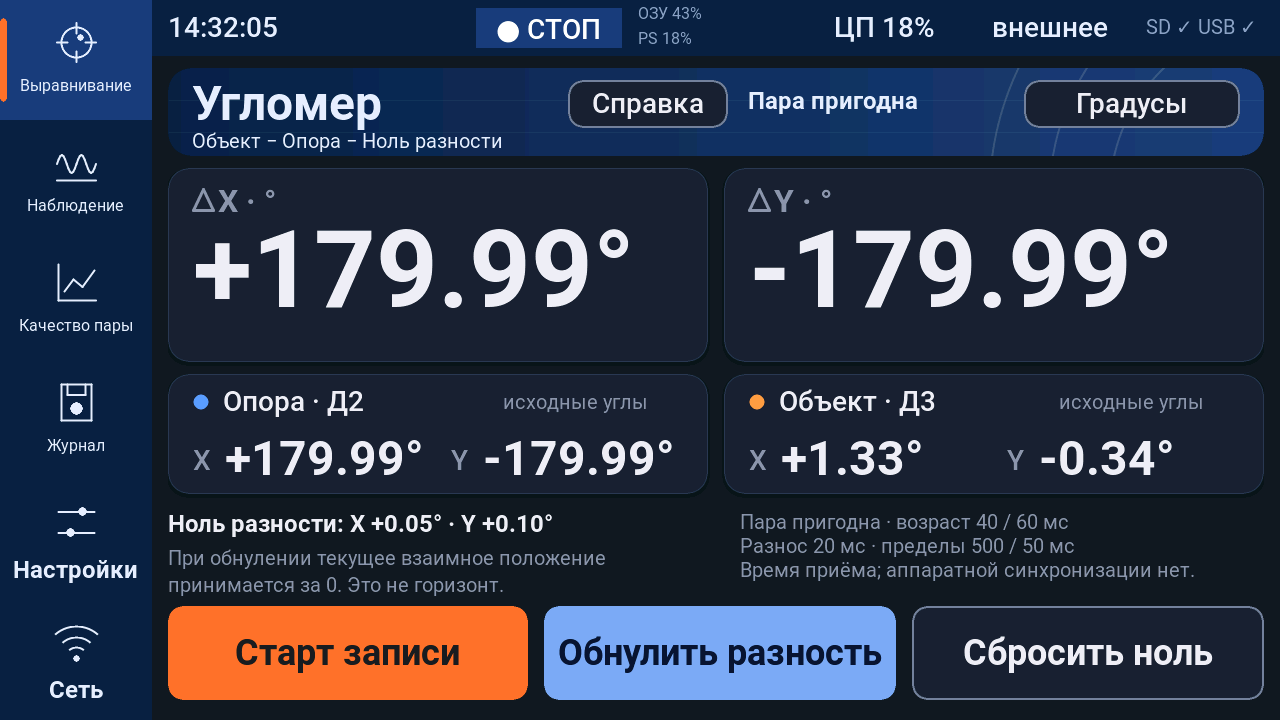 14:32:05
● СТОП
ОЗУ 43%
PS 18%
ЦП 18%
внешнее
SD ✓ USB ✓
Выравнивание
Наблюдение
Качество пары
Журнал
Настройки
Сеть
Угломер
Справка
Пара пригодна
Градусы
Объект − Опора − Ноль разности
ΔX · °
+179.99°
ΔY · °
-179.99°
Опора · Д2
исходные углы
X +179.99° Y -179.99°
Объект · Д3
исходные углы
X +1.33° Y -0.34°
Ноль разности: X +0.05° · Y +0.10°
При обнулении текущее взаимное положение
принимается за 0. Это не горизонт.
Пара пригодна · возраст 40 / 60 мс
Разнос 20 мс · пределы 500 / 50 мс
Время приёма; аппаратной синхронизации нет.
Старт записи
Обнулить разность
Сбросить ноль